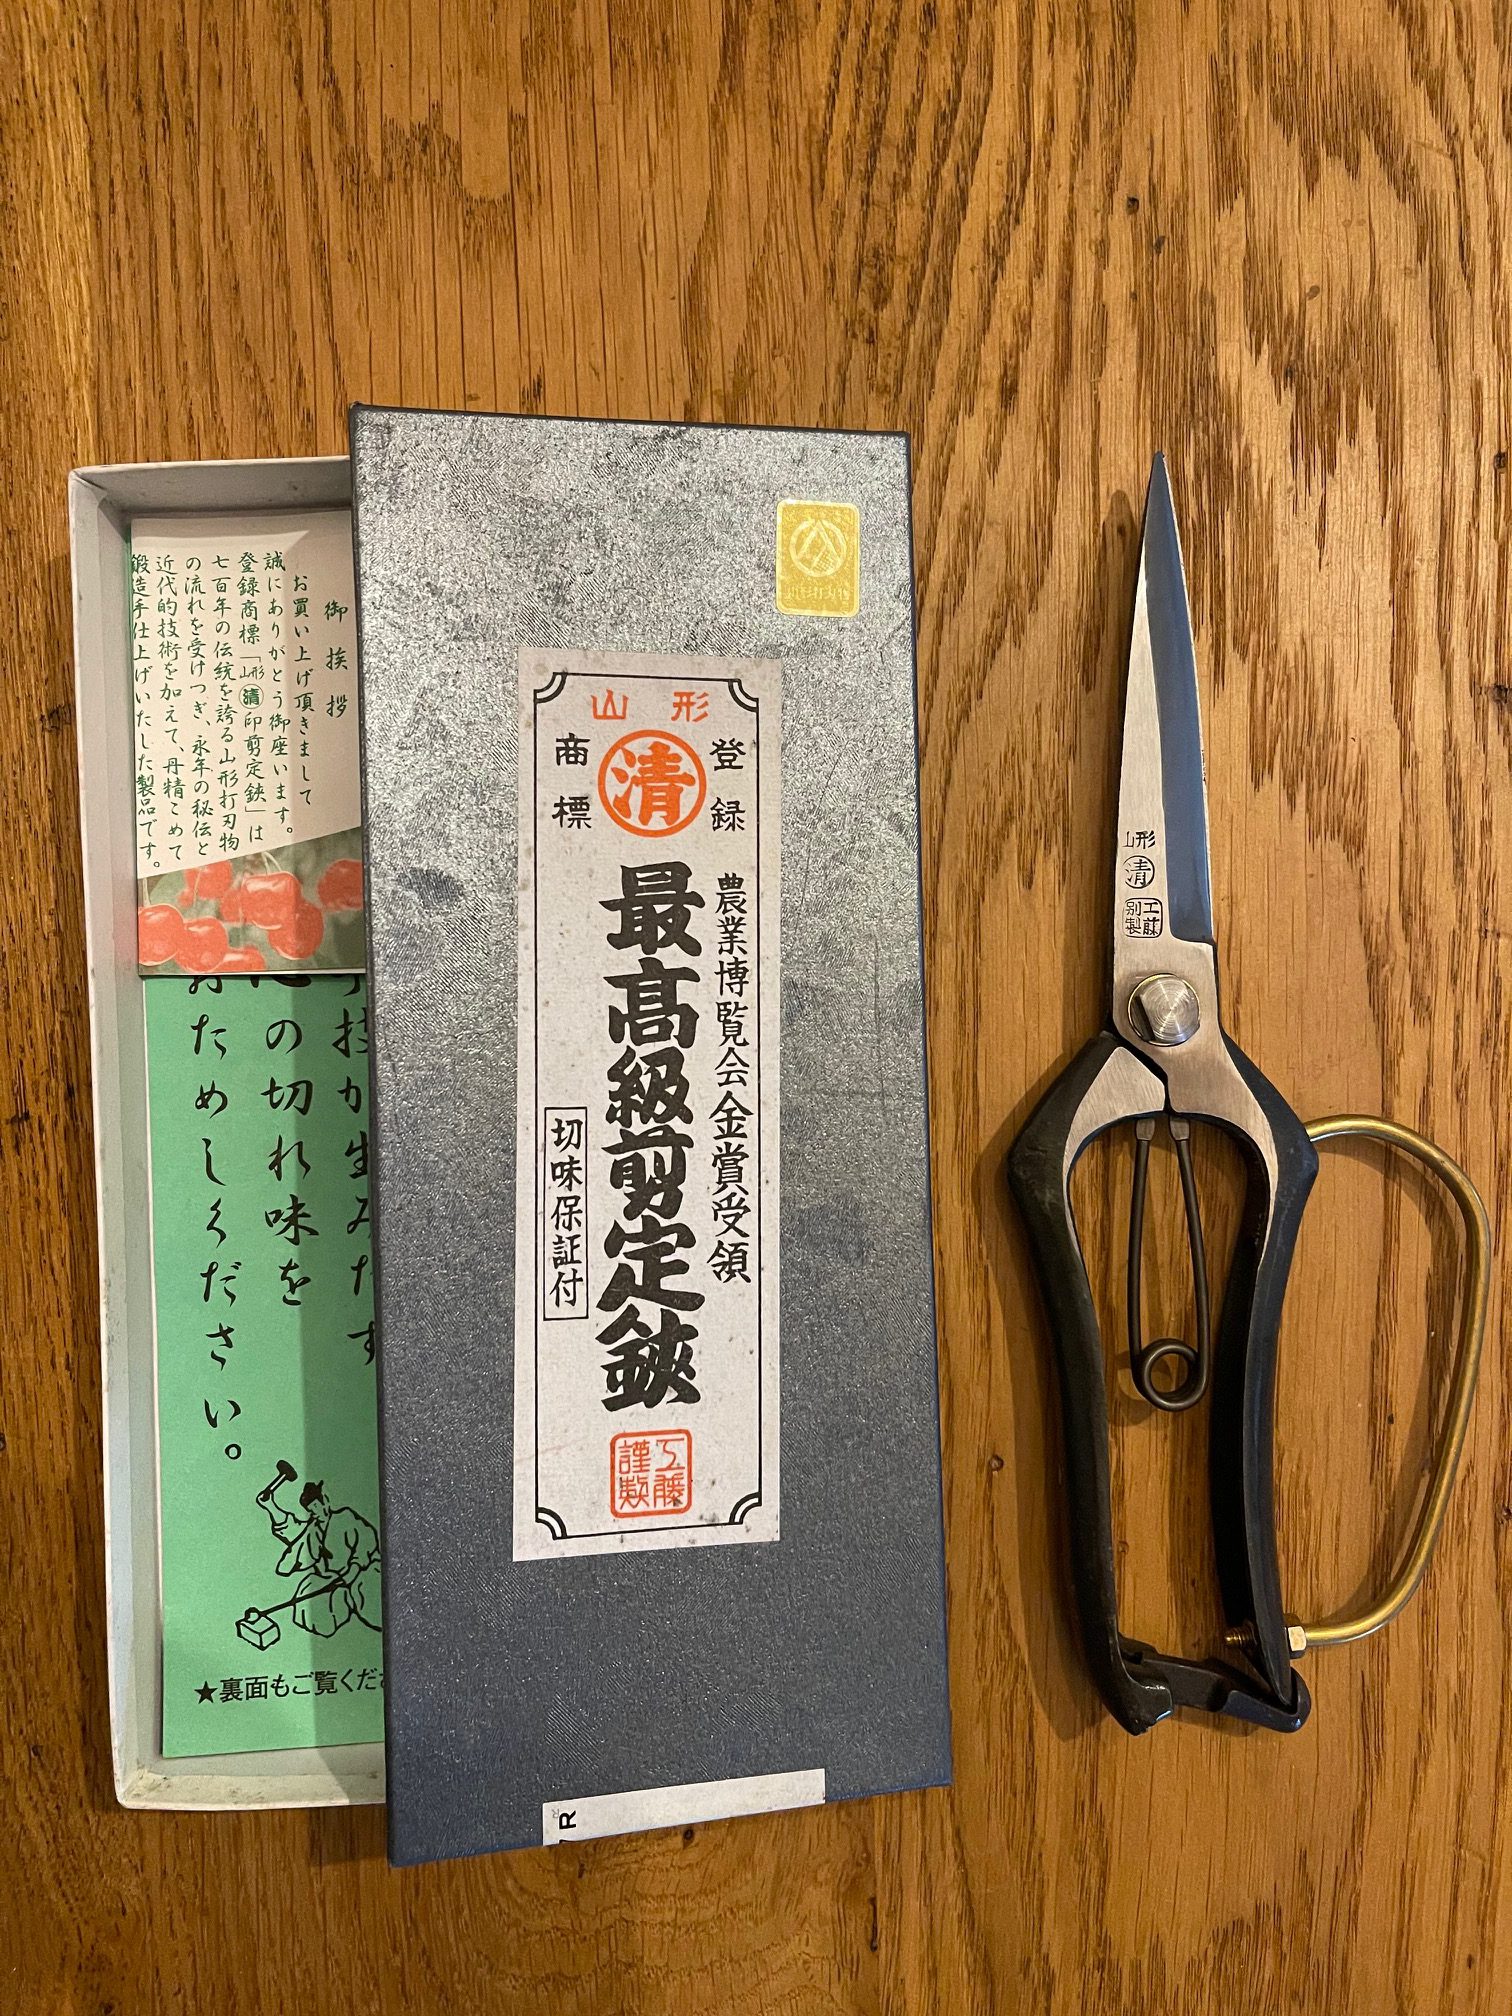 御挨拶
お買い上げ頂きまして
誠にありがとう御座います。
登録商標「山形清印剪定鋏」は
七百年の伝統を誇る山形打刃物
の流れを受けつぎ、永年の秘伝と
近代的技術を加えて、丹精こめて
鍛造手仕上げいたした製品です。
の切れ味を
おためしください。
★裏面もご覧くださ
山形
清
登録
商標
農業博覧会金賞受領
最高級剪定鋏
切味保証付
工藤
謹製
R
山形
清
工藤
別製